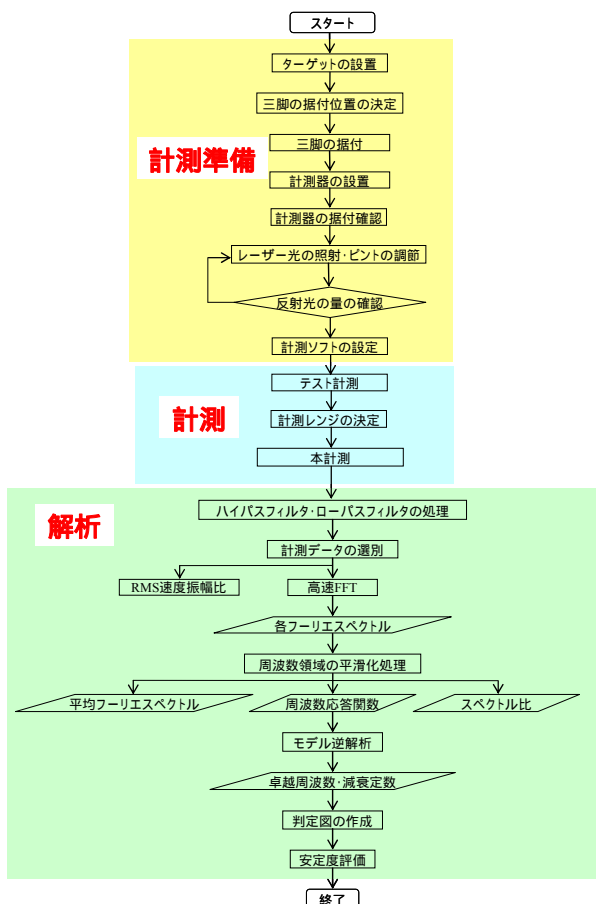 スタート
ターゲットの設置
三脚の据付位置の決定
三脚の据付
計測準備
計測器の設置
計測器の据付確認
レーザー光の照射・ピントの調節
反射光の量の確認
計測ソフトの設定
テスト計測
計測レンジの決定
計測
本計測
ハイパスフィルタ・ローパスフィルタの処理
解析
計測データの選別
RMS速度振幅比
高速FFT
各フーリエスペクトル
周波数領域の平滑化処理
平均フーリエスペクトル
周波数応答関数
スペクトル比
モデル逆解析
卓越周波数・減衰定数
判定図の作成
安定度評価
終了